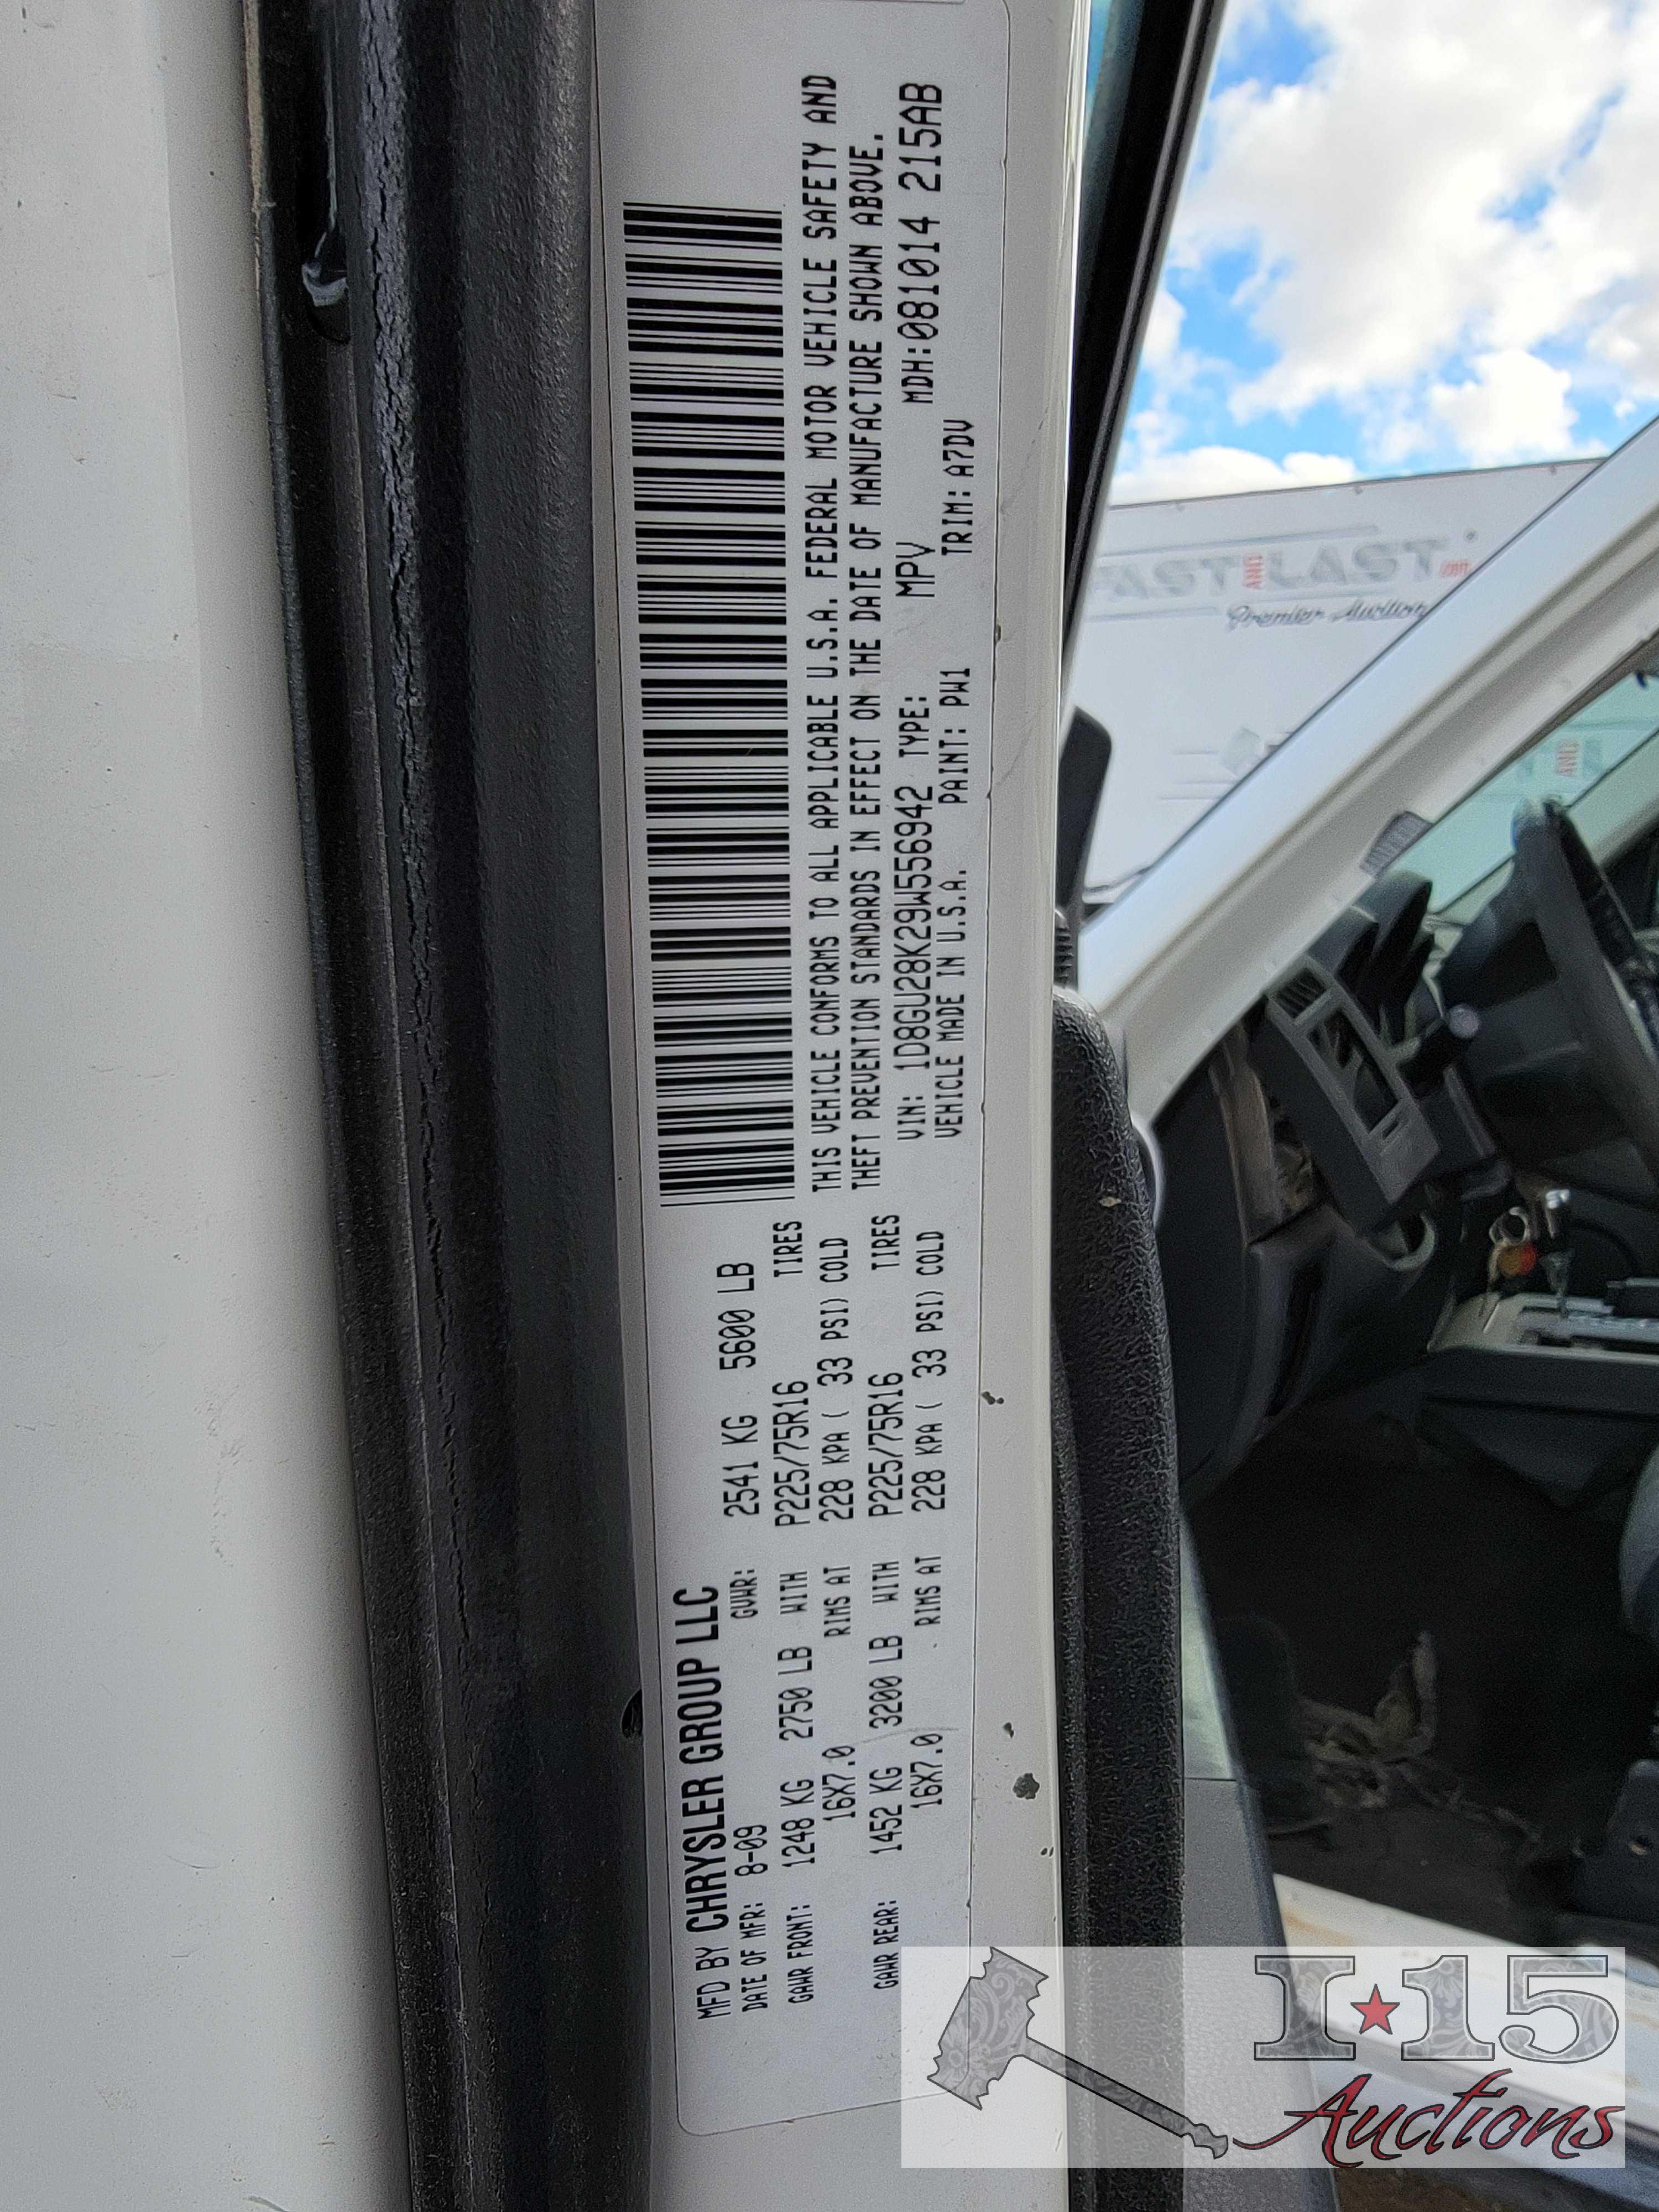 MFD BY CHRYSLER GROUP LLC
DATE OF MFR: 8-09 GVWR: 2541 KG 5600 LB
GAWR FRONT: 1248 KG 2750 LB WITH P225/75R16 TIRES
16X7.0 RIMS AT 228 KPA ( 33 PSI) COLD
GAWR REAR: 1452 KG 3200 LB WITH P225/75R16 TIRES
16X7.0 RIMS AT 228 KPA ( 33 PSI) COLD
THIS VEHICLE CONFORMS TO ALL APPLICABLE U.S.A. FEDERAL MOTOR VEHICLE SAFETY AND
THEFT PREVENTION STANDARDS IN EFFECT ON THE DATE OF MANUFACTURE SHOWN ABOVE.
VIN: 1D8GU28K29W556942 TYPE: MPV MDH:081014 215AB
VEHICLE MADE IN U.S.A. PAINT: PW1 TRIM: A7DV
FAST AND LAST.com
Premier Auction
I-15
Auctions